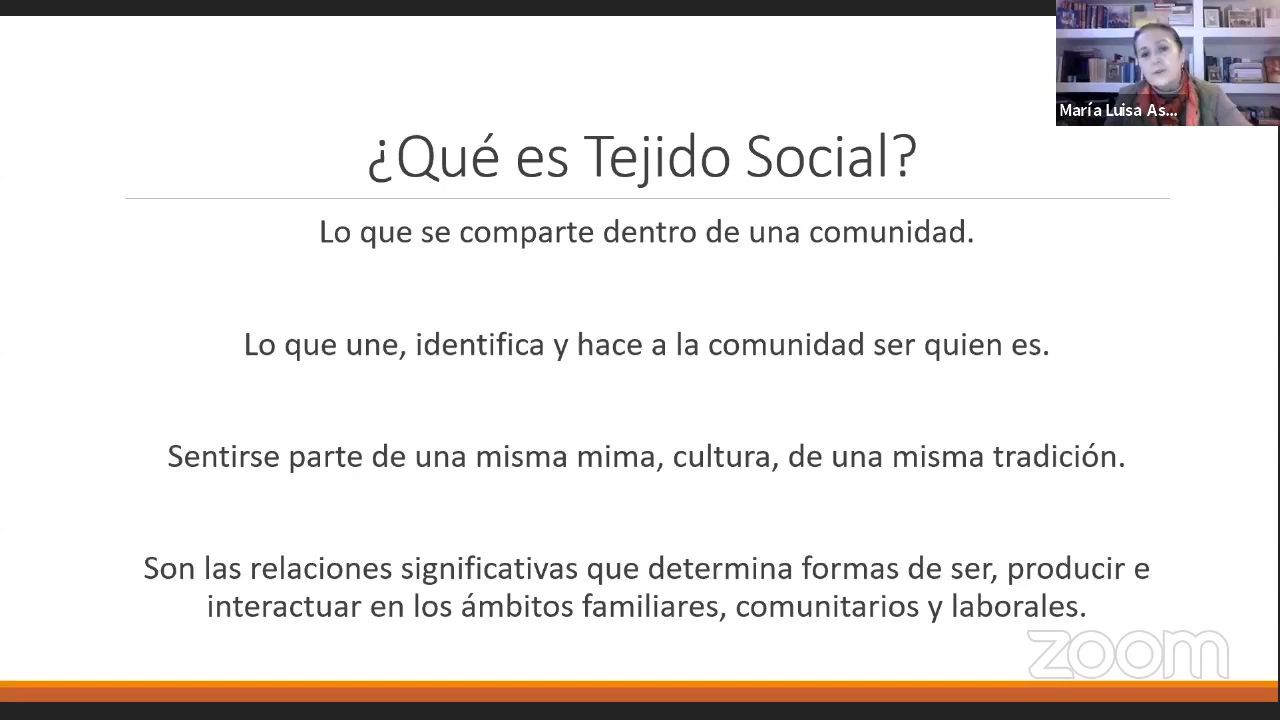 María Luisa As...
¿Qué es Tejido Social?
Lo que se comparte dentro de una comunidad.
Lo que une, identifica y hace a la comunidad ser quien es.
Sentirse parte de una misma mima, cultura, de una misma tradición.
Son las relaciones significativas que determina formas de ser, producir e
interactuar en los ámbitos familiares, comunitarios y laborales.
zoom